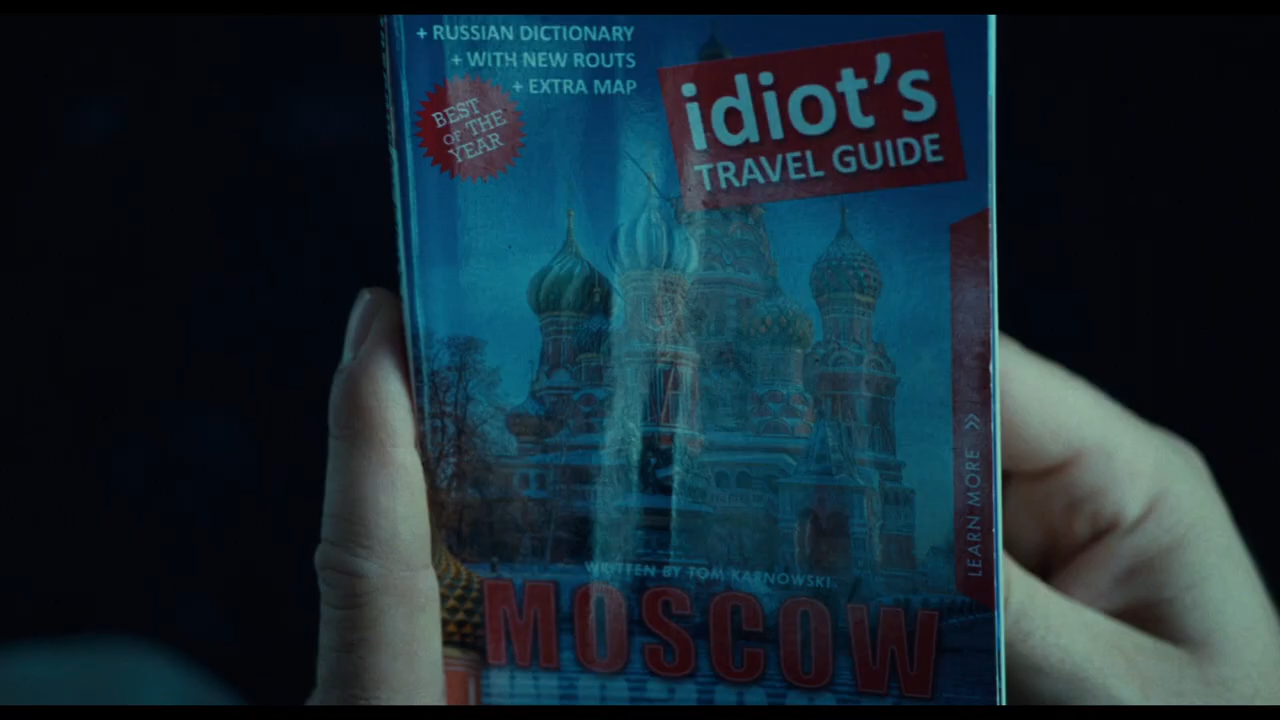 + RUSSIAN DICTIONARY
+ WITH NEW ROUTS
+ EXTRA MAP
BEST
OF THE
YEAR
idiot's
TRAVEL GUIDE
LEARN MORE >>
WRITTEN BY TOM KARNOWSKI
MOSCOW